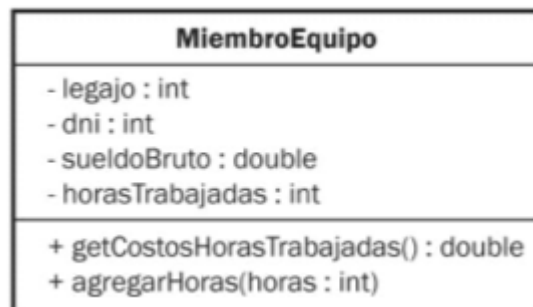 MiembroEquipo
- legajo : int
- dni : int
- sueldoBruto : double
- horasTrabajadas : int
+ getCostosHorasTrabajadas() : double
+ agregarHoras(horas : int)